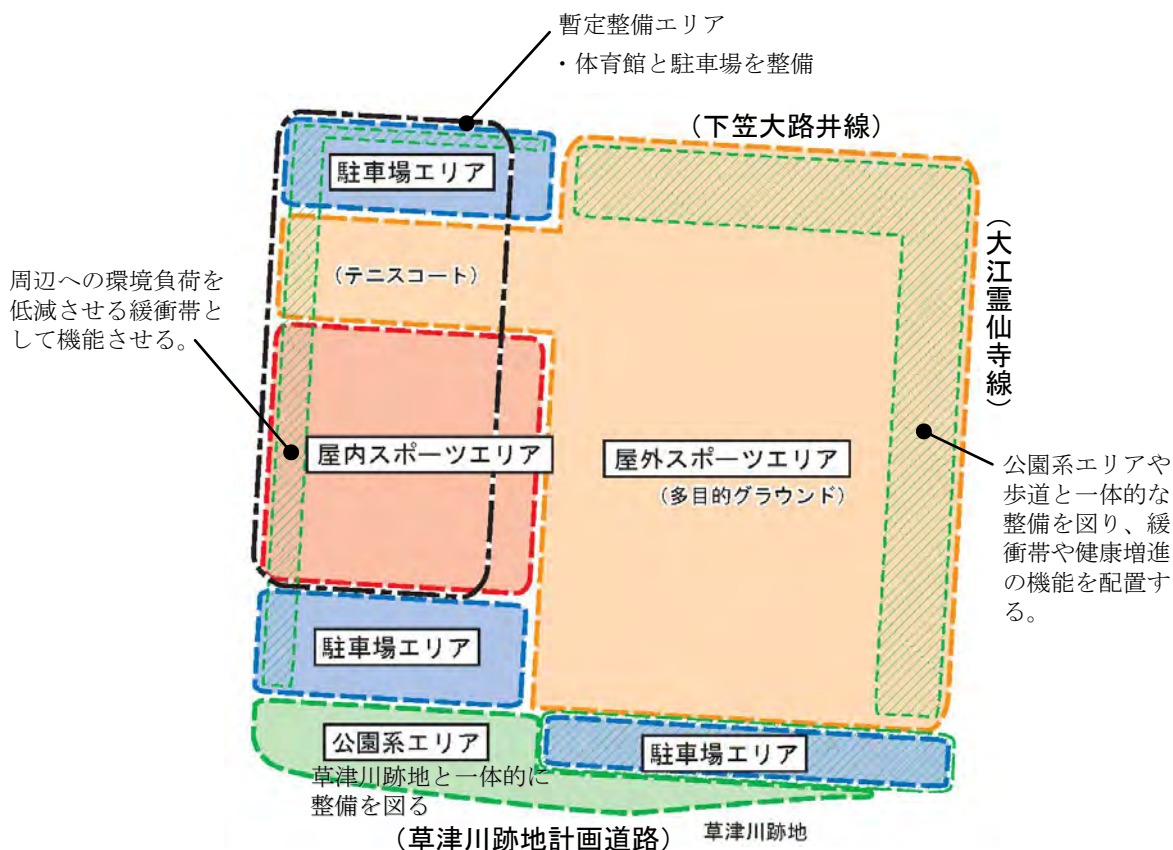 暫定整備エリア
・体育館と駐車場を整備
(下笠大路井線)
駐車場エリア
(大江霊仙寺線)
(テニスコート)
周辺への環境負荷を
低減させる緩衝帯と
して機能させる。
屋内スポーツエリア
屋外スポーツエリア
(多目的グラウンド)
公園系エリアや
歩道と一体的な
整備を図り、緩
衝帯や健康増進
の機能を配置す
る。
駐車場エリア
公園系エリア
草津川跡地と一体的に
整備を図る
駐車場エリア
(草津川跡地計画道路)
草津川跡地